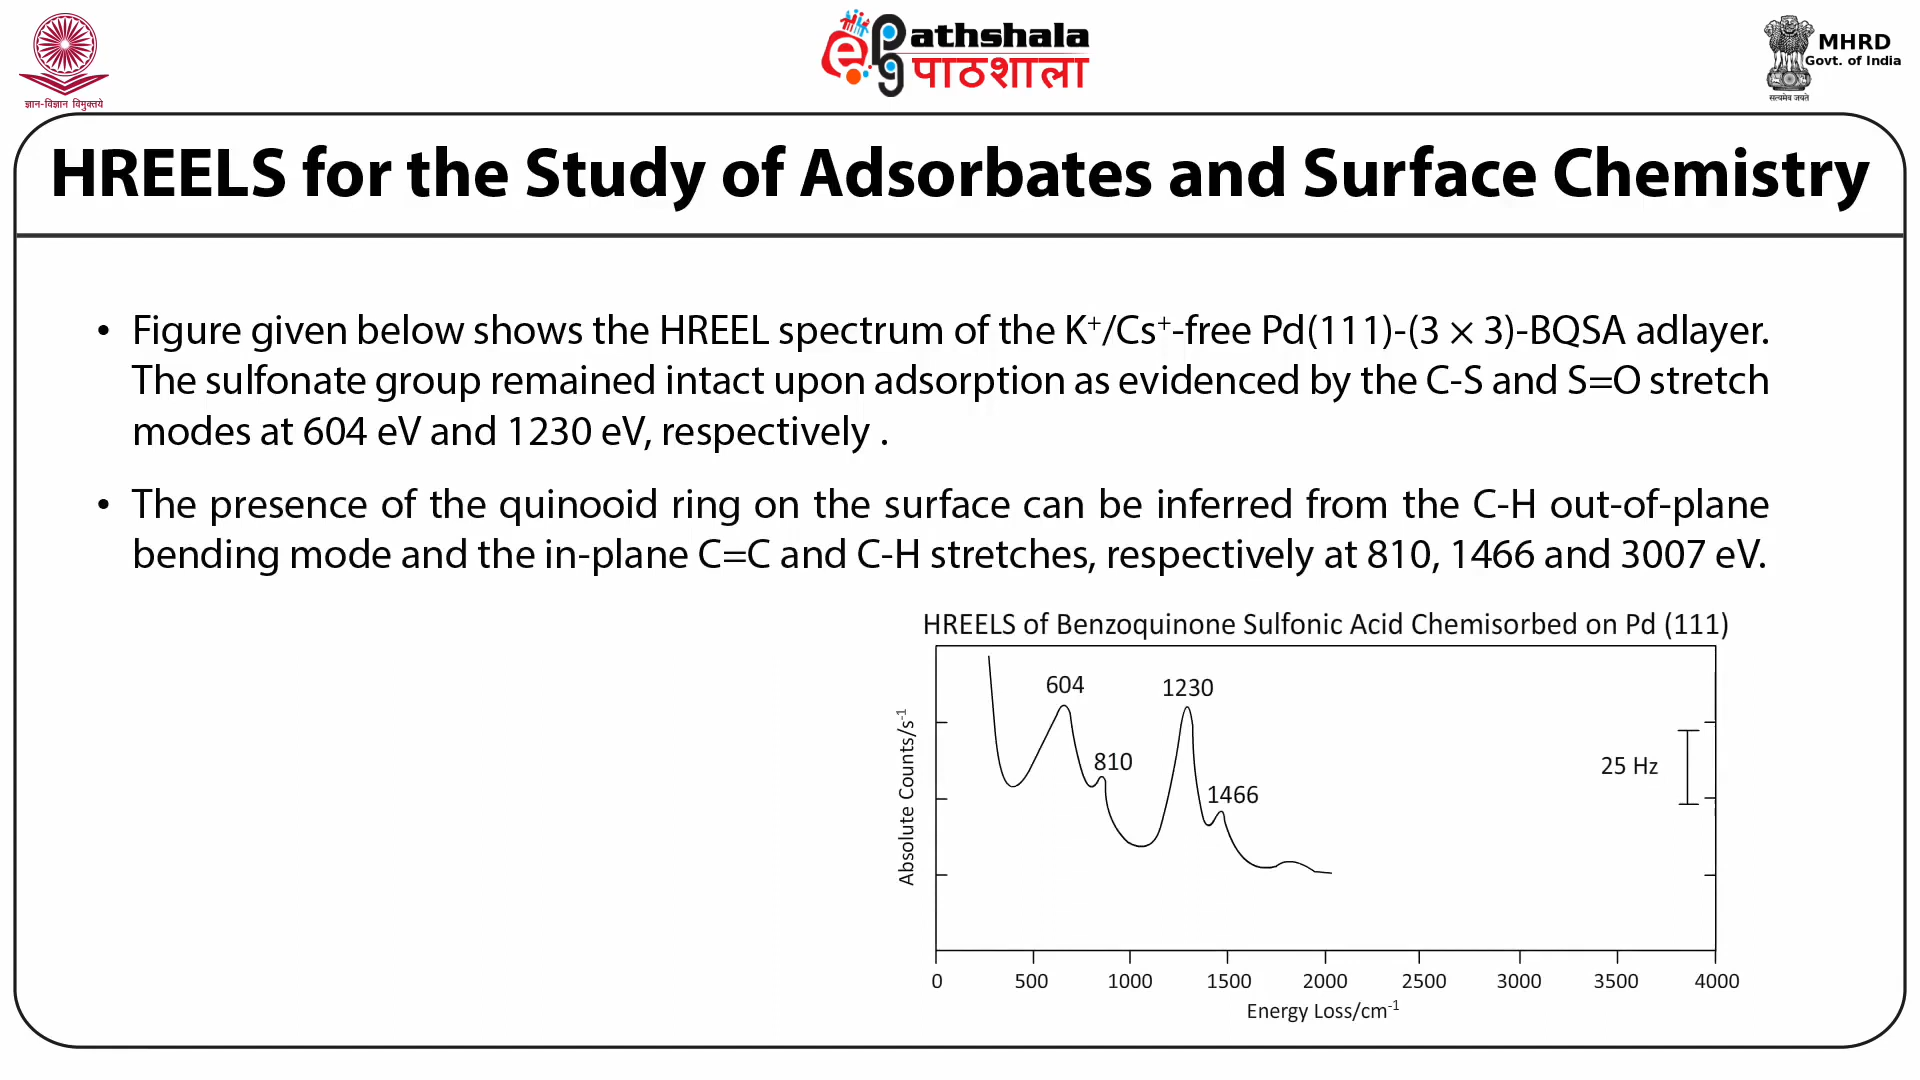 ज्ञान-विज्ञान विमुक्तये
ePathshala
पाठशाला
MHRD
Govt. of India
सत्यमेव जयते
HREELS for the Study of Adsorbates and Surface Chemistry
• Figure given below shows the HREEL spectrum of the K⁺/Cs⁺-free Pd(111)-(3 × 3)-BQSA adlayer.
The sulfonate group remained intact upon adsorption as evidenced by the C-S and S=O stretch
modes at 604 eV and 1230 eV, respectively .
• The presence of the quinooid ring on the surface can be inferred from the C-H out-of-plane
bending mode and the in-plane C=C and C-H stretches, respectively at 810, 1466 and 3007 eV.
HREELS of Benzoquinone Sulfonic Acid Chemisorbed on Pd (111)
604
1230
810
1466
25 Hz
Absolute Counts/s⁻¹
0 500 1000 1500 2000 2500 3000 3500 4000
Energy Loss/cm⁻¹